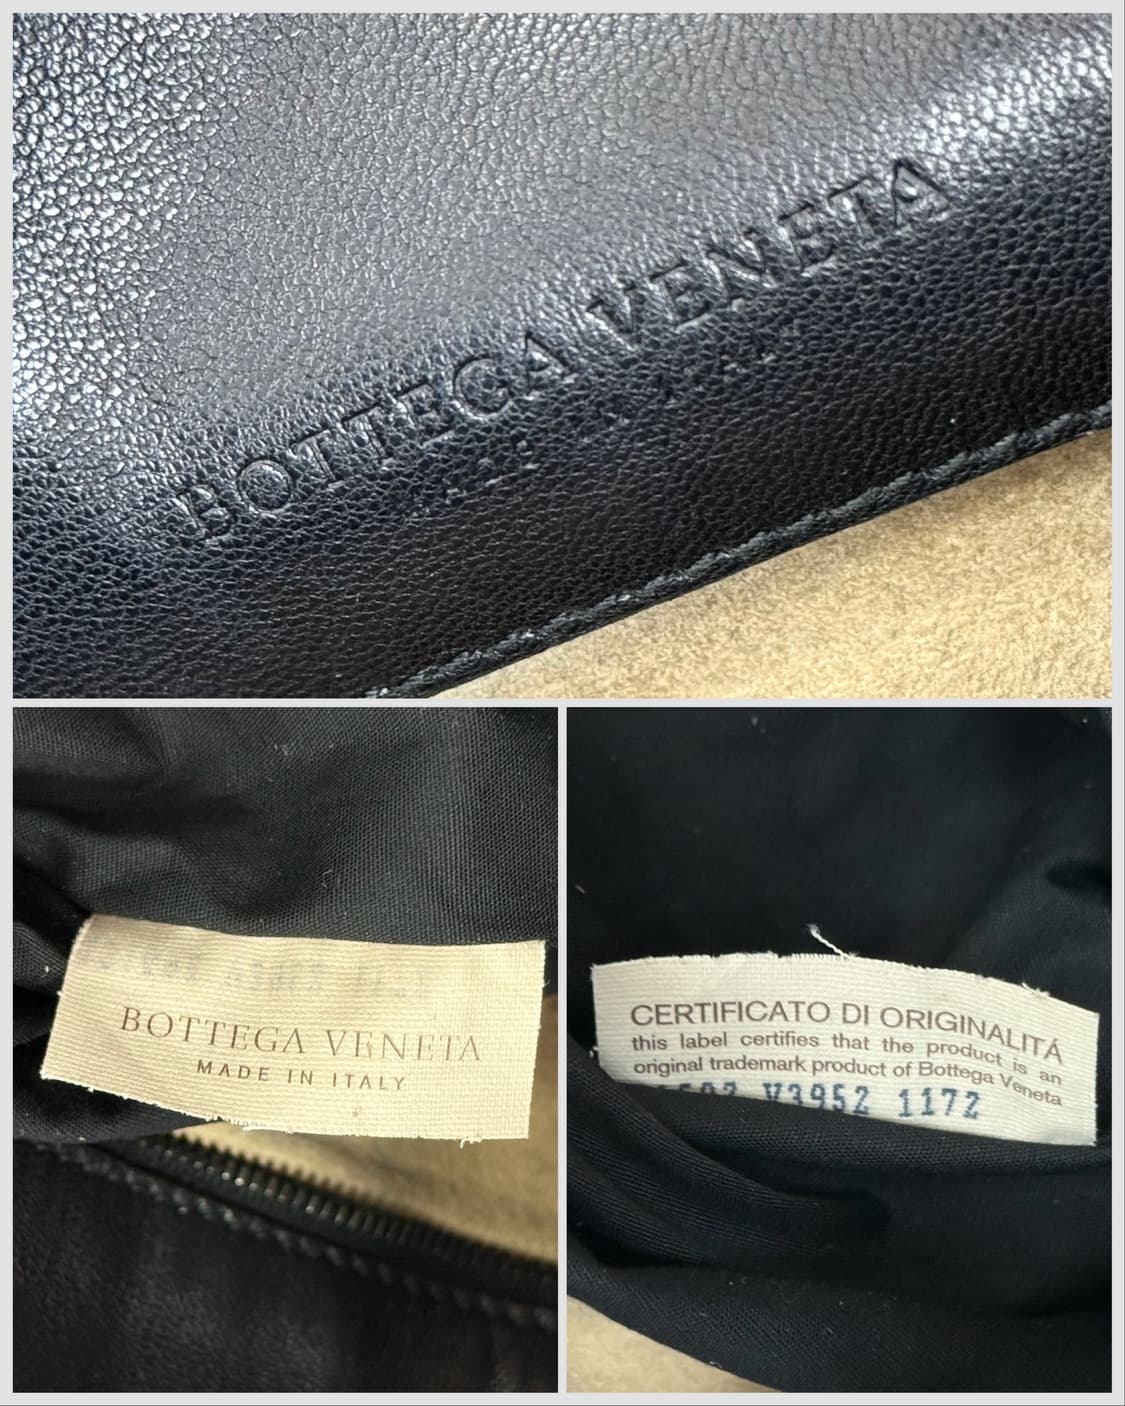 BOTTEGA VENETA
BOTTEGA VENETA
MADE IN ITALY
CERTIFICATO DI ORIGINALITÁ
this label certifies that the product is an
original trademark product of Bottega Veneta
V3952 1172